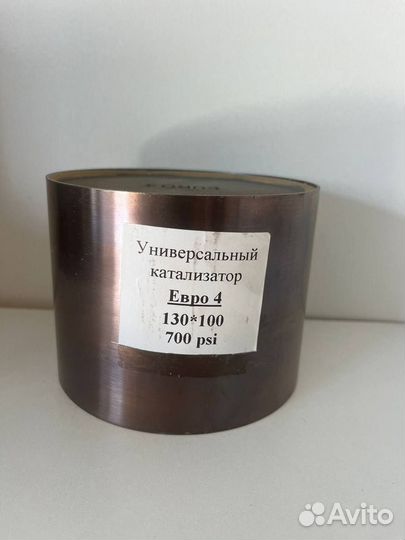 Универсальный
катализатор
Евро 4
130*100
700 psi
Avito